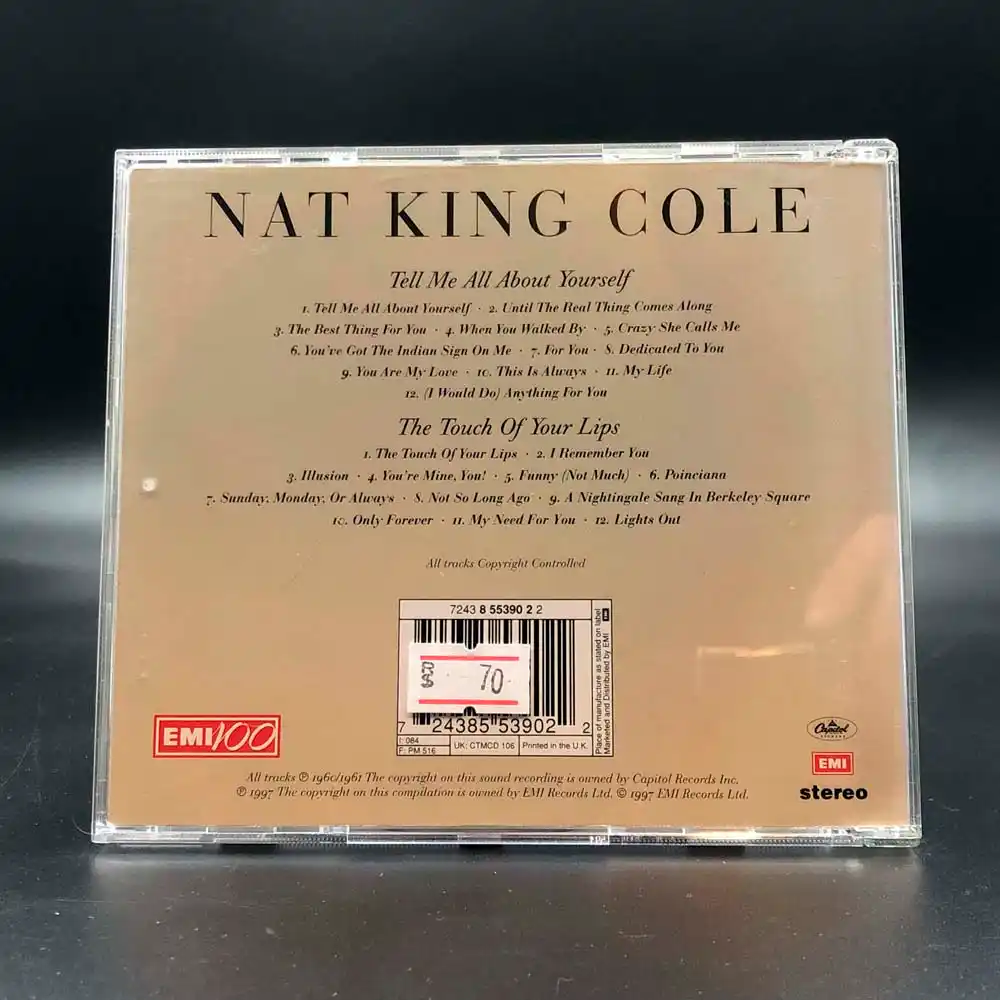 NAT KING COLE
Tell Me All About Yourself
1. Tell Me All About Yourself · 2. Until The Real Thing Comes Along
3. The Best Thing For You · 4. When You Walked By · 5. Crazy She Calls Me
6. You've Got The Indian Sign On Me · 7. For You · 8. Dedicated To You
9. You Are My Love · 10. This Is Always · 11. My Life
12. (I Would Do) Anything For You
The Touch Of Your Lips
1. The Touch Of Your Lips · 2. I Remember You
3. Illusion · 4. You're Mine, You! · 5. Funny (Not Much) · 6. Poinciana
7. Sunday, Monday, Or Always · 8. Not So Long Ago · 9. A Nightingale Sang In Berkeley Square
10. Only Forever · 11. My Need For You · 12. Lights Out
All tracks Copyright Controlled
7243 8 55390 2 2
RS 70
7 24385 53902 2
I: 084
F: PM 516
UK: CTMCD 106
Printed in the U.K.
Place of manufacture as stated on label
Marketed and Distributed by EMI
EMI 100
Capitol
RECORDS
EMI
stereo
All tracks ℗ 1960/1961 The copyright on this sound recording is owned by Capitol Records Inc.
℗ 1997 The copyright on this compilation is owned by EMI Records Ltd. © 1997 EMI Records Ltd.